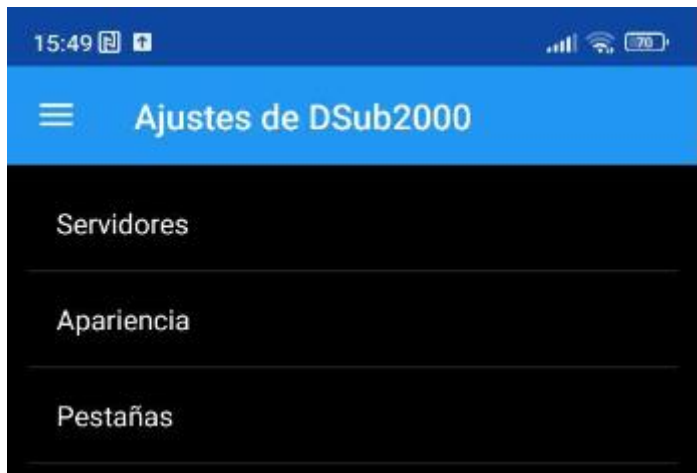 15:49 70
Ajustes de DSub2000
Servidores
Apariencia
Pestañas